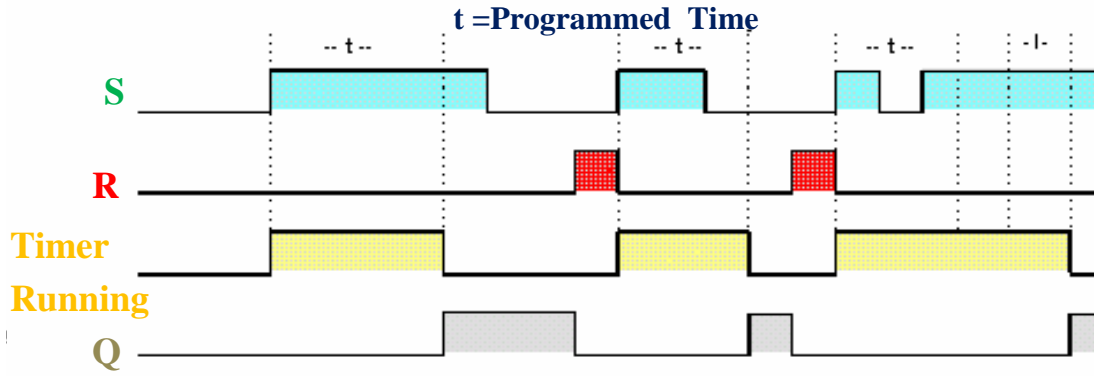 t =Programmed Time
-- t -- -- t -- -- t -- -I-
S
R
Timer
Running
Q